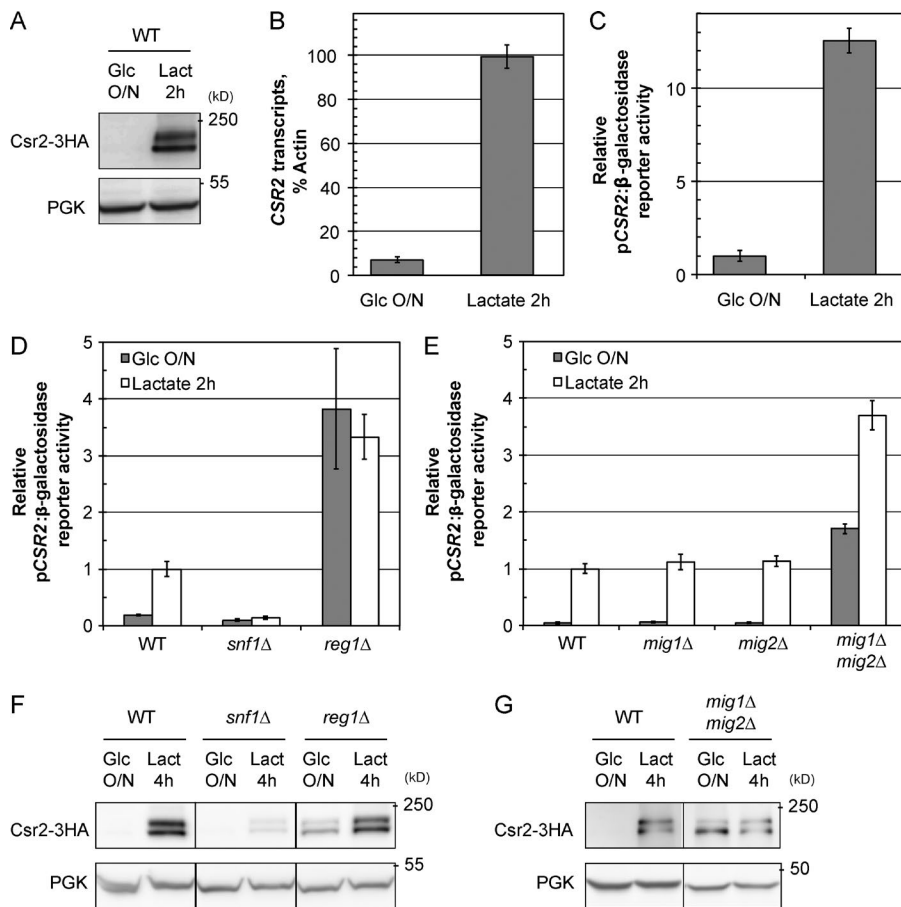 A
WT
Glc Lact
O/N 2h (kD)
250
Csr2-3HA
55
PGK
B
CSR2 transcripts,
% Actin
100
80
60
40
20
0
Glc O/N Lactate 2h
C
Relative
pCSR2:β-galactosidase
reporter activity
10
5
0
Glc O/N Lactate 2h
D
Glc O/N
Lactate 2h
Relative
pCSR2:β-galactosidase
reporter activity
5
4
3
2
1
0
WT snf1Δ reg1Δ
E
Glc O/N
Lactate 2h
Relative
pCSR2:β-galactosidase
reporter activity
5
4
3
2
1
0
WT mig1Δ mig2Δ mig1Δ
mig2Δ
F
WT snf1Δ reg1Δ
Glc Lact Glc Lact Glc Lact
O/N 4h O/N 4h O/N 4h (kD)
250
Csr2-3HA
55
PGK
G
mig1Δ
WT mig2Δ
Glc Lact Glc Lact
O/N 4h O/N 4h (kD)
250
Csr2-3HA
50
PGK